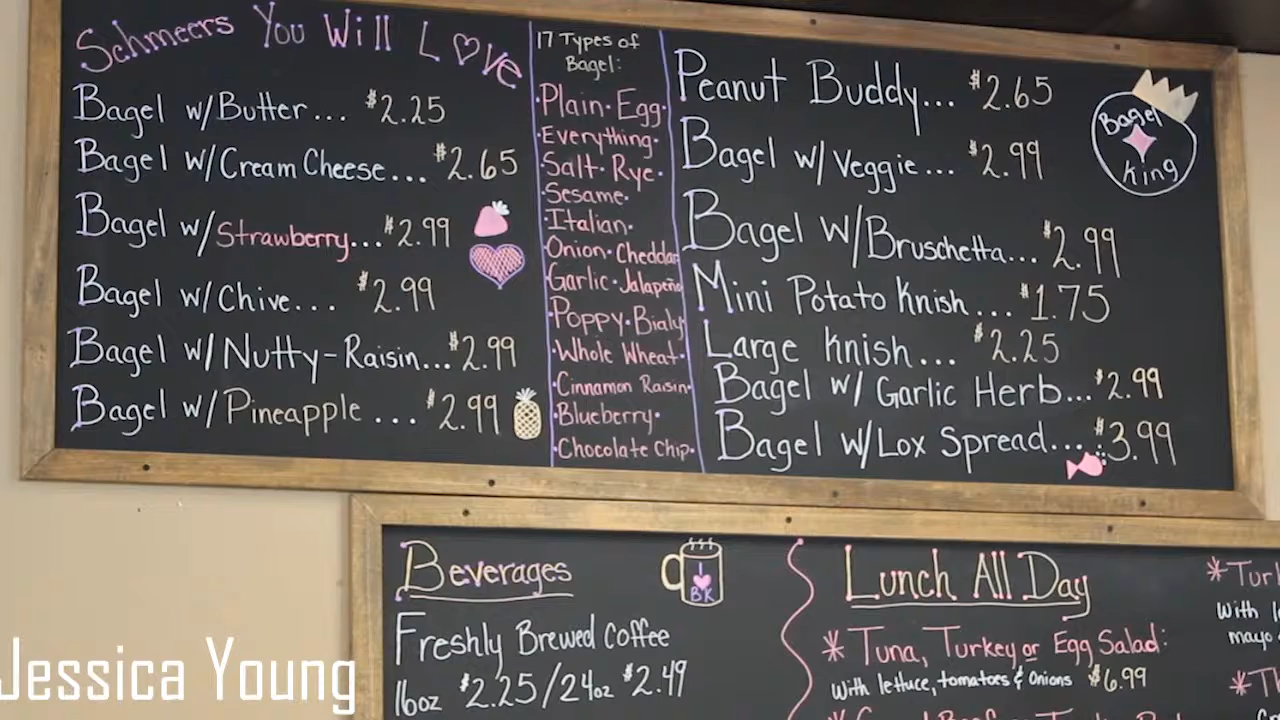 Schmeers You Will Love
Bagel w/Butter... $2.25
Bagel w/Cream Cheese... $2.65
Bagel w/Strawberry... $2.99
Bagel w/Chive... $2.99
Bagel w/Nutty-Raisin... $2.99
Bagel w/Pineapple ... $2.99
17 Types of
Bagel:
·Plain·Egg·
·Everything·
·Salt·Rye·
·Sesame·
·Italian·
·Onion·Cheddar
·Garlic·Jalapeño
·Poppy·Bialy
·Whole Wheat·
·Cinnamon Raisin·
·Blueberry·
·Chocolate Chip·
Peanut Buddy... $2.65
Bagel w/Veggie... $2.99
Bagel w/Bruschetta... $2.99
Mini Potato Knish... $1.75
Large Knish... $2.25
Bagel w/ Garlic Herb... $2.99
Bagel w/Lox Spread... $3.99
Bagel
King
Beverages
I
BK
Freshly Brewed Coffee
16oz $2.25/24oz $2.49
Lunch All Day
* Tuna, Turkey or Egg Salad:
With lettuce, tomatoes & Onions $6.99
With
mayo
Jessica Young